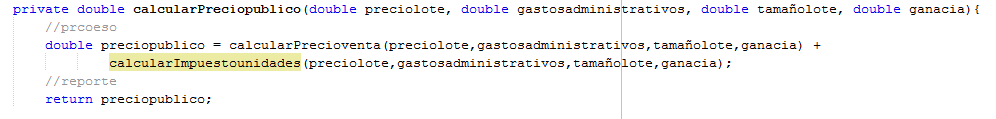 private double calcularPreciopublico(double preciolote, double gastosadministrativos, double tamañolote, double ganacia){
//prcoeso
double preciopublico = calcularPrecioventa(preciolote,gastosadministrativos,tamañolote,ganacia) +
calcularImpuestounidades(preciolote,gastosadministrativos,tamañolote,ganacia);
//reporte
return preciopublico;